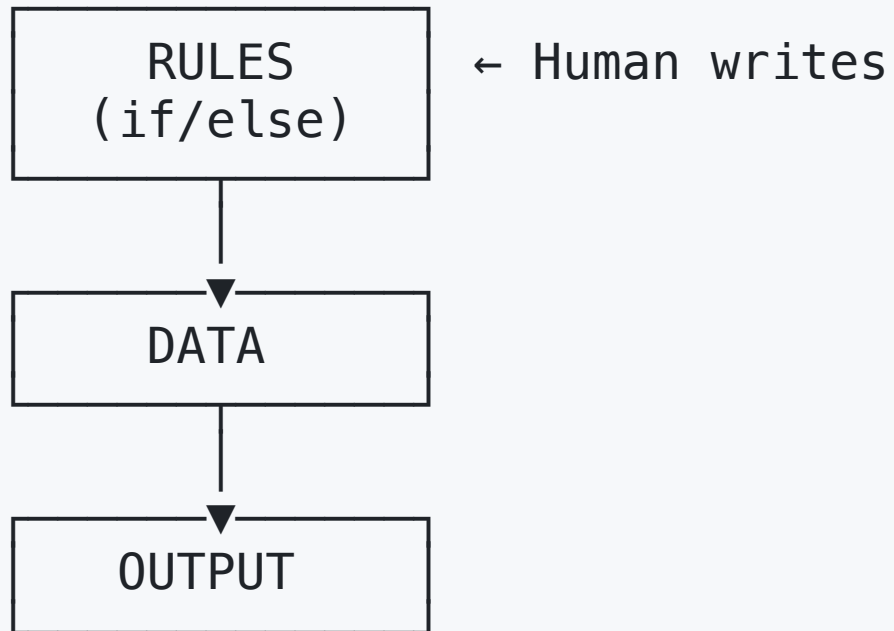 RULES ← Human writes
(if/else)
DATA
OUTPUT